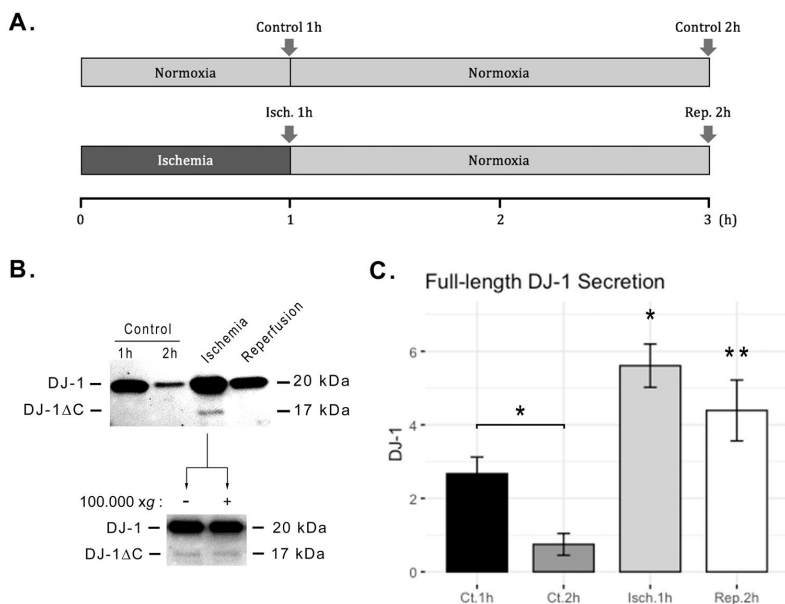 A.
Control 1h
Control 2h
Normoxia
Normoxia
Isch. 1h
Rep. 2h
Ischemia
Normoxia
0 1 2 3 (h)
B.
Control
1h 2h Ischemia Reperfusion
DJ-1 20 kDa
DJ-1ΔC 17 kDa
100.000 xg : - +
DJ-1 20 kDa
DJ-1ΔC 17 kDa
C.
Full-length DJ-1 Secretion
DJ-1
6
4
2
0
*
*
**
Ct.1h Ct.2h Isch.1h Rep.2h